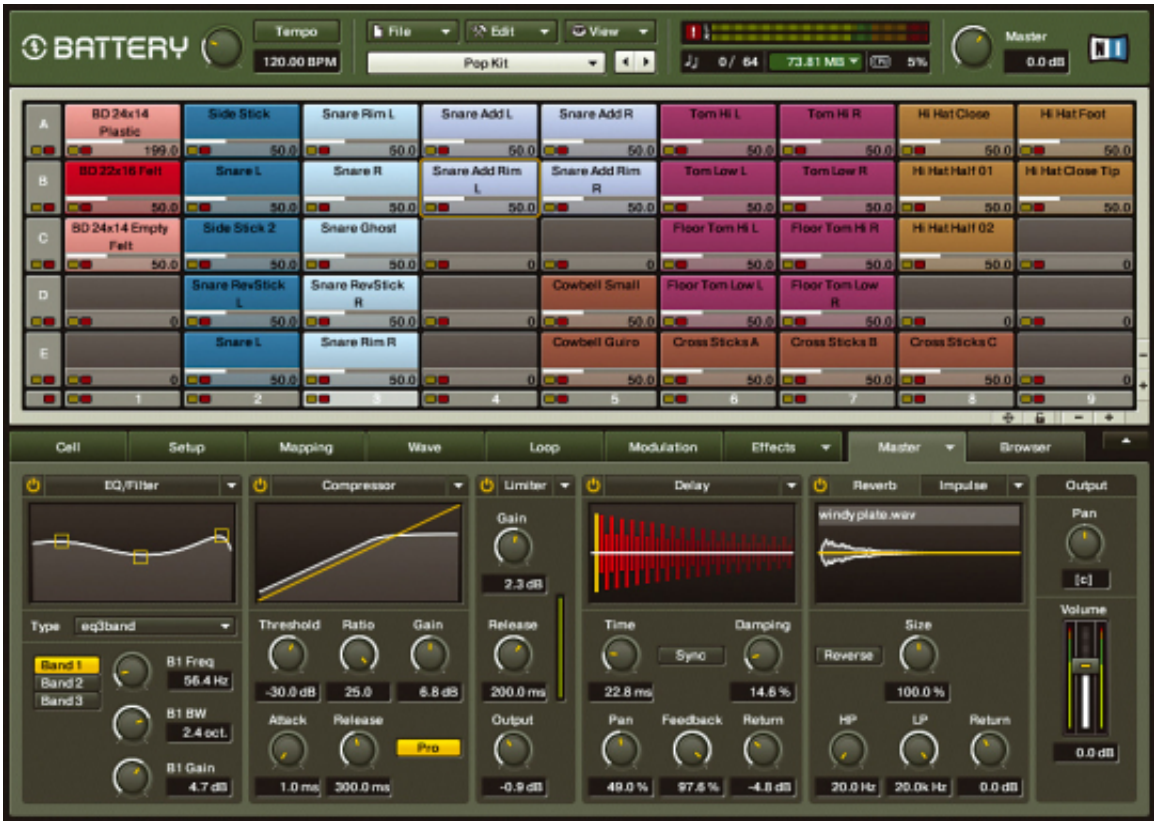 BATTERY
Tempo
120.00 BPM
File
Edit
View
Pop Kit
0/ 64
73.81 MB
5%
Master
0.0 dB
NI
A
BD 24x14 Plastic
199.0
Side Stick
50.0
Snare Rim L
50.0
Snare Add L
50.0
Snare Add R
50.0
Tom Hi L
50.0
Tom Hi R
50.0
Hi Hat Close
50.0
Hi Hat Foot
50.0
B
BD 22x16 Felt
50.0
Snare L
50.0
Snare R
50.0
Snare Add Rim L
50.0
Snare Add Rim R
50.0
Tom Low L
50.0
Tom Low R
50.0
Hi Hat Half 01
50.0
Hi Hat Close Tip
50.0
C
BD 24x14 Empty Felt
50.0
Side Stick 2
50.0
Snare Ghost
50.0
0
0
Floor Tom Hi L
50.0
Floor Tom Hi R
50.0
Hi Hat Half 02
50.0
0
D
0
Snare RevStick L
50.0
Snare RevStick R
50.0
0
Cowbell Small
50.0
Floor Tom Low L
50.0
Floor Tom Low R
50.0
0
0
E
0
Snare L
50.0
Snare Rim R
50.0
0
Cowbell Guiro
50.0
Cross Sticks A
50.0
Cross Sticks B
50.0
Cross Sticks C
50.0
0
1 2 3 4 5 6 7 8 9
Cell
Setup
Mapping
Wave
Loop
Modulation
Effects
Master
Browser
EQ/Filter
Type
eq3band
Band 1
Band 2
Band 3
B1 Freq
56.4 Hz
B1 BW
2.4 oct.
B1 Gain
4.7 dB
Compressor
Threshold
Ratio
Gain
-30.0 dB
25.0
6.8 dB
Attack
Release
Pro
1.0 ms
300.0 ms
Limiter
Gain
2.3 dB
Release
200.0 ms
Output
-0.9 dB
Delay
Time
Sync
Damping
22.8 ms
14.6 %
Pan
Feedback
Return
49.0 %
97.6 %
-4.8 dB
Reverb
Impulse
windy plate.wav
Size
Reverse
100.0 %
HP
LP
Return
20.0 Hz
20.0k Hz
0.0 dB
Output
Pan
[c]
Volume
0.0 dB